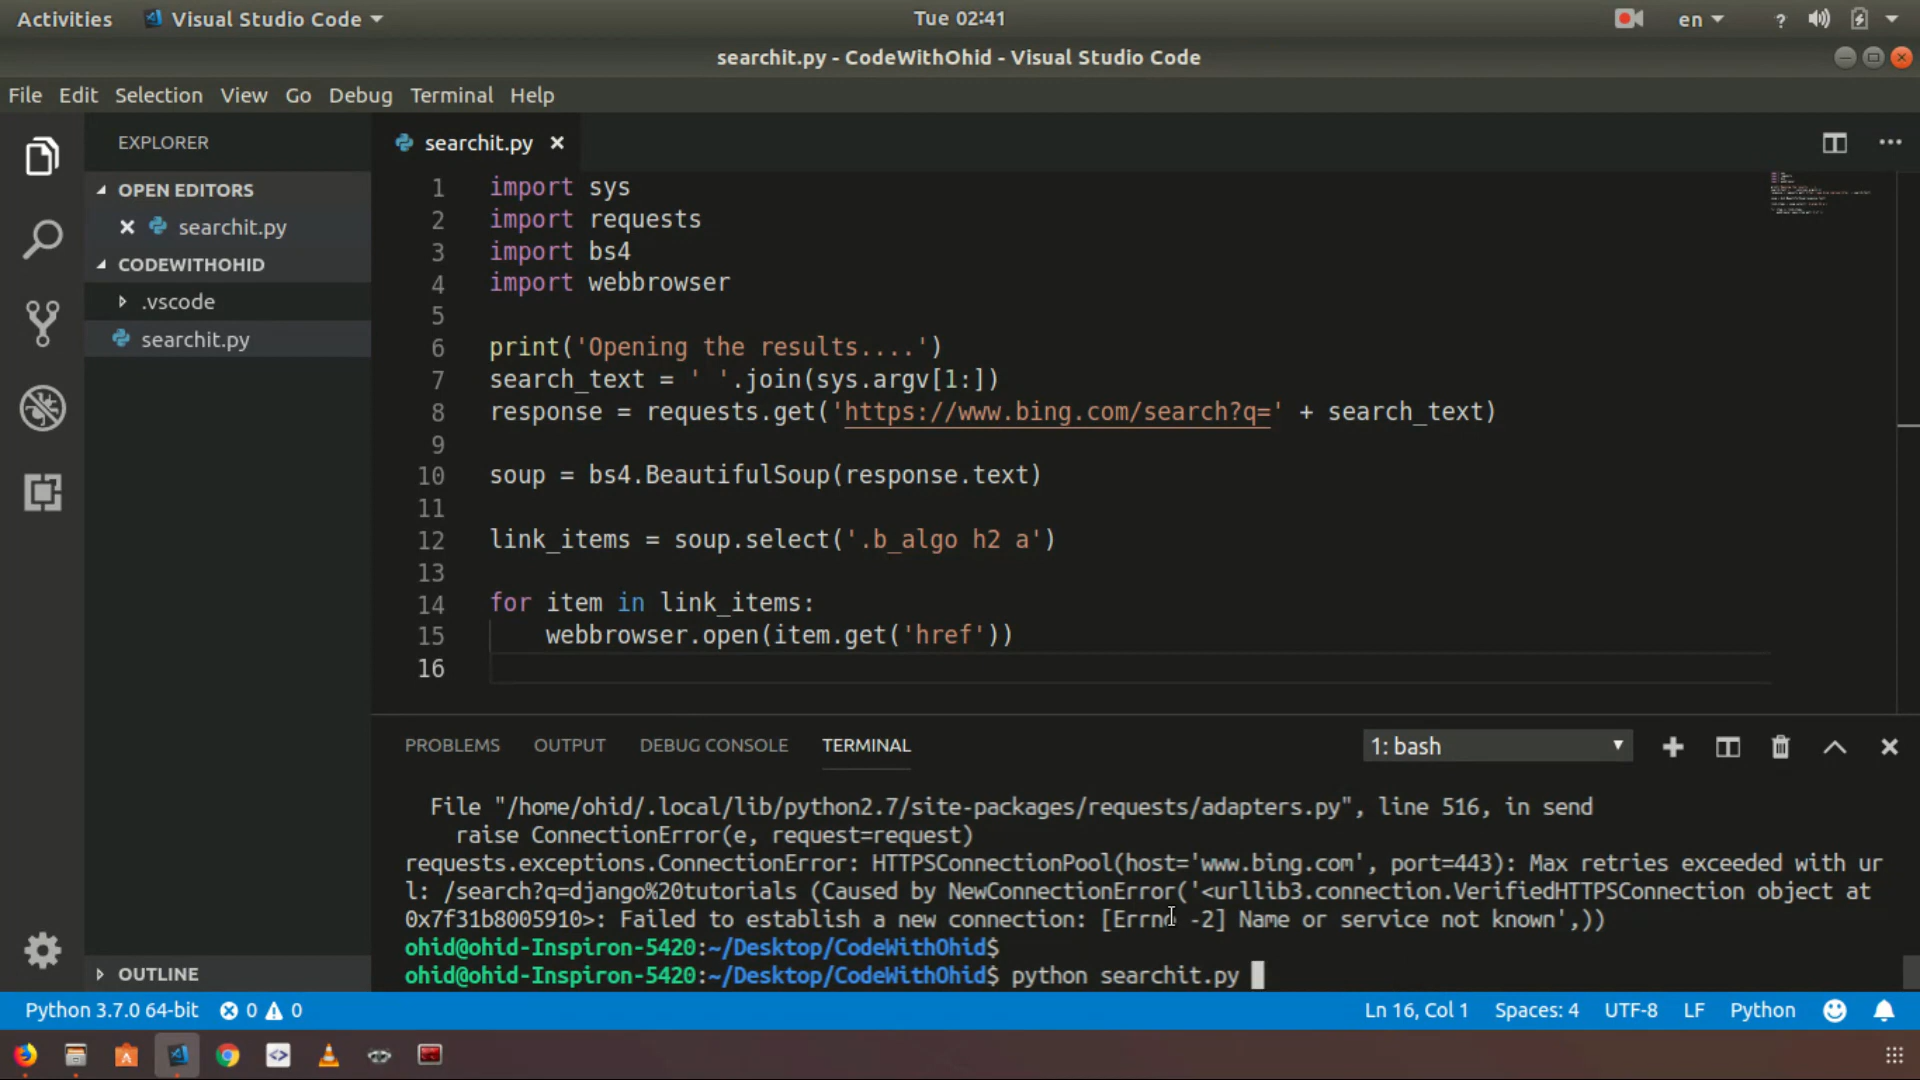 Activities Visual Studio Code Tue 02:41 en ?
searchit.py - CodeWithOhid - Visual Studio Code
File Edit Selection View Go Debug Terminal Help
EXPLORER
OPEN EDITORS
searchit.py
CODEWITHOHID
.vscode
searchit.py
OUTLINE
searchit.py
1 import sys
2 import requests
3 import bs4
4 import webbrowser
5
6 print('Opening the results....')
7 search_text = ' '.join(sys.argv[1:])
8 response = requests.get('https://www.bing.com/search?q=' + search_text)
9
10 soup = bs4.BeautifulSoup(response.text)
11
12 link_items = soup.select('.b_algo h2 a')
13
14 for item in link_items:
15 webbrowser.open(item.get('href'))
16
PROBLEMS OUTPUT DEBUG CONSOLE TERMINAL 1: bash
File "/home/ohid/.local/lib/python2.7/site-packages/requests/adapters.py", line 516, in send
raise ConnectionError(e, request=request)
requests.exceptions.ConnectionError: HTTPSConnectionPool(host='www.bing.com', port=443): Max retries exceeded with ur
l: /search?q=django%20tutorials (Caused by NewConnectionError('<urllib3.connection.VerifiedHTTPSConnection object at
0x7f31b8005910>: Failed to establish a new connection: [Errno -2] Name or service not known',))
ohid@ohid-Inspiron-5420:~/Desktop/CodeWithOhid$
ohid@ohid-Inspiron-5420:~/Desktop/CodeWithOhid$ python searchit.py
Python 3.7.0 64-bit 0 0 Ln 16, Col 1 Spaces: 4 UTF-8 LF Python